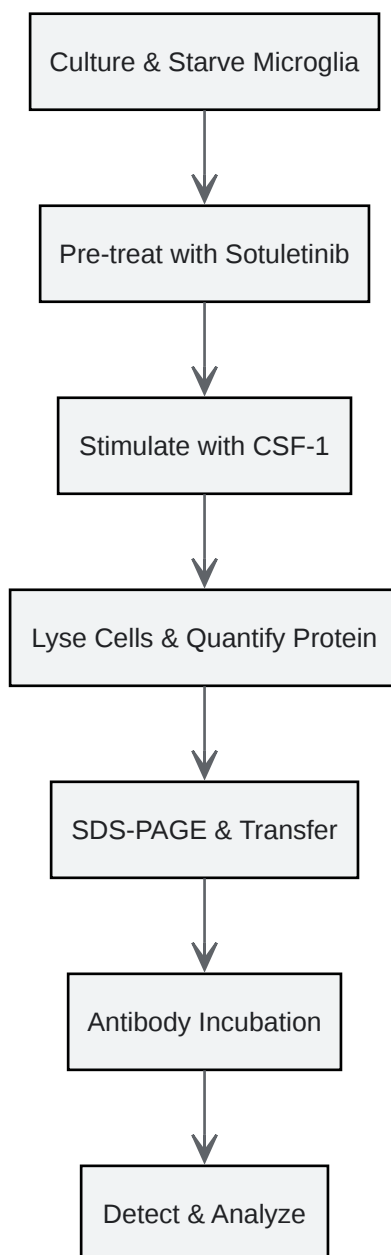 Culture & Starve Microglia
Pre-treat with Sotuletinib
Stimulate with CSF-1
Lyse Cells & Quantify Protein
SDS-PAGE & Transfer
Antibody Incubation
Detect & Analyze